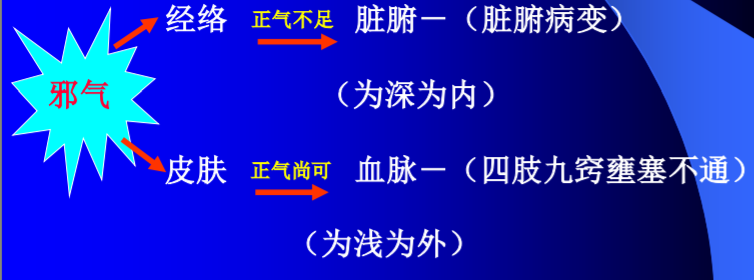 经络 正气不足 脏腑－（脏腑病变）
邪气
（为深为内）
皮肤 正气尚可 血脉－（四肢九窍壅塞不通）
（为浅为外）